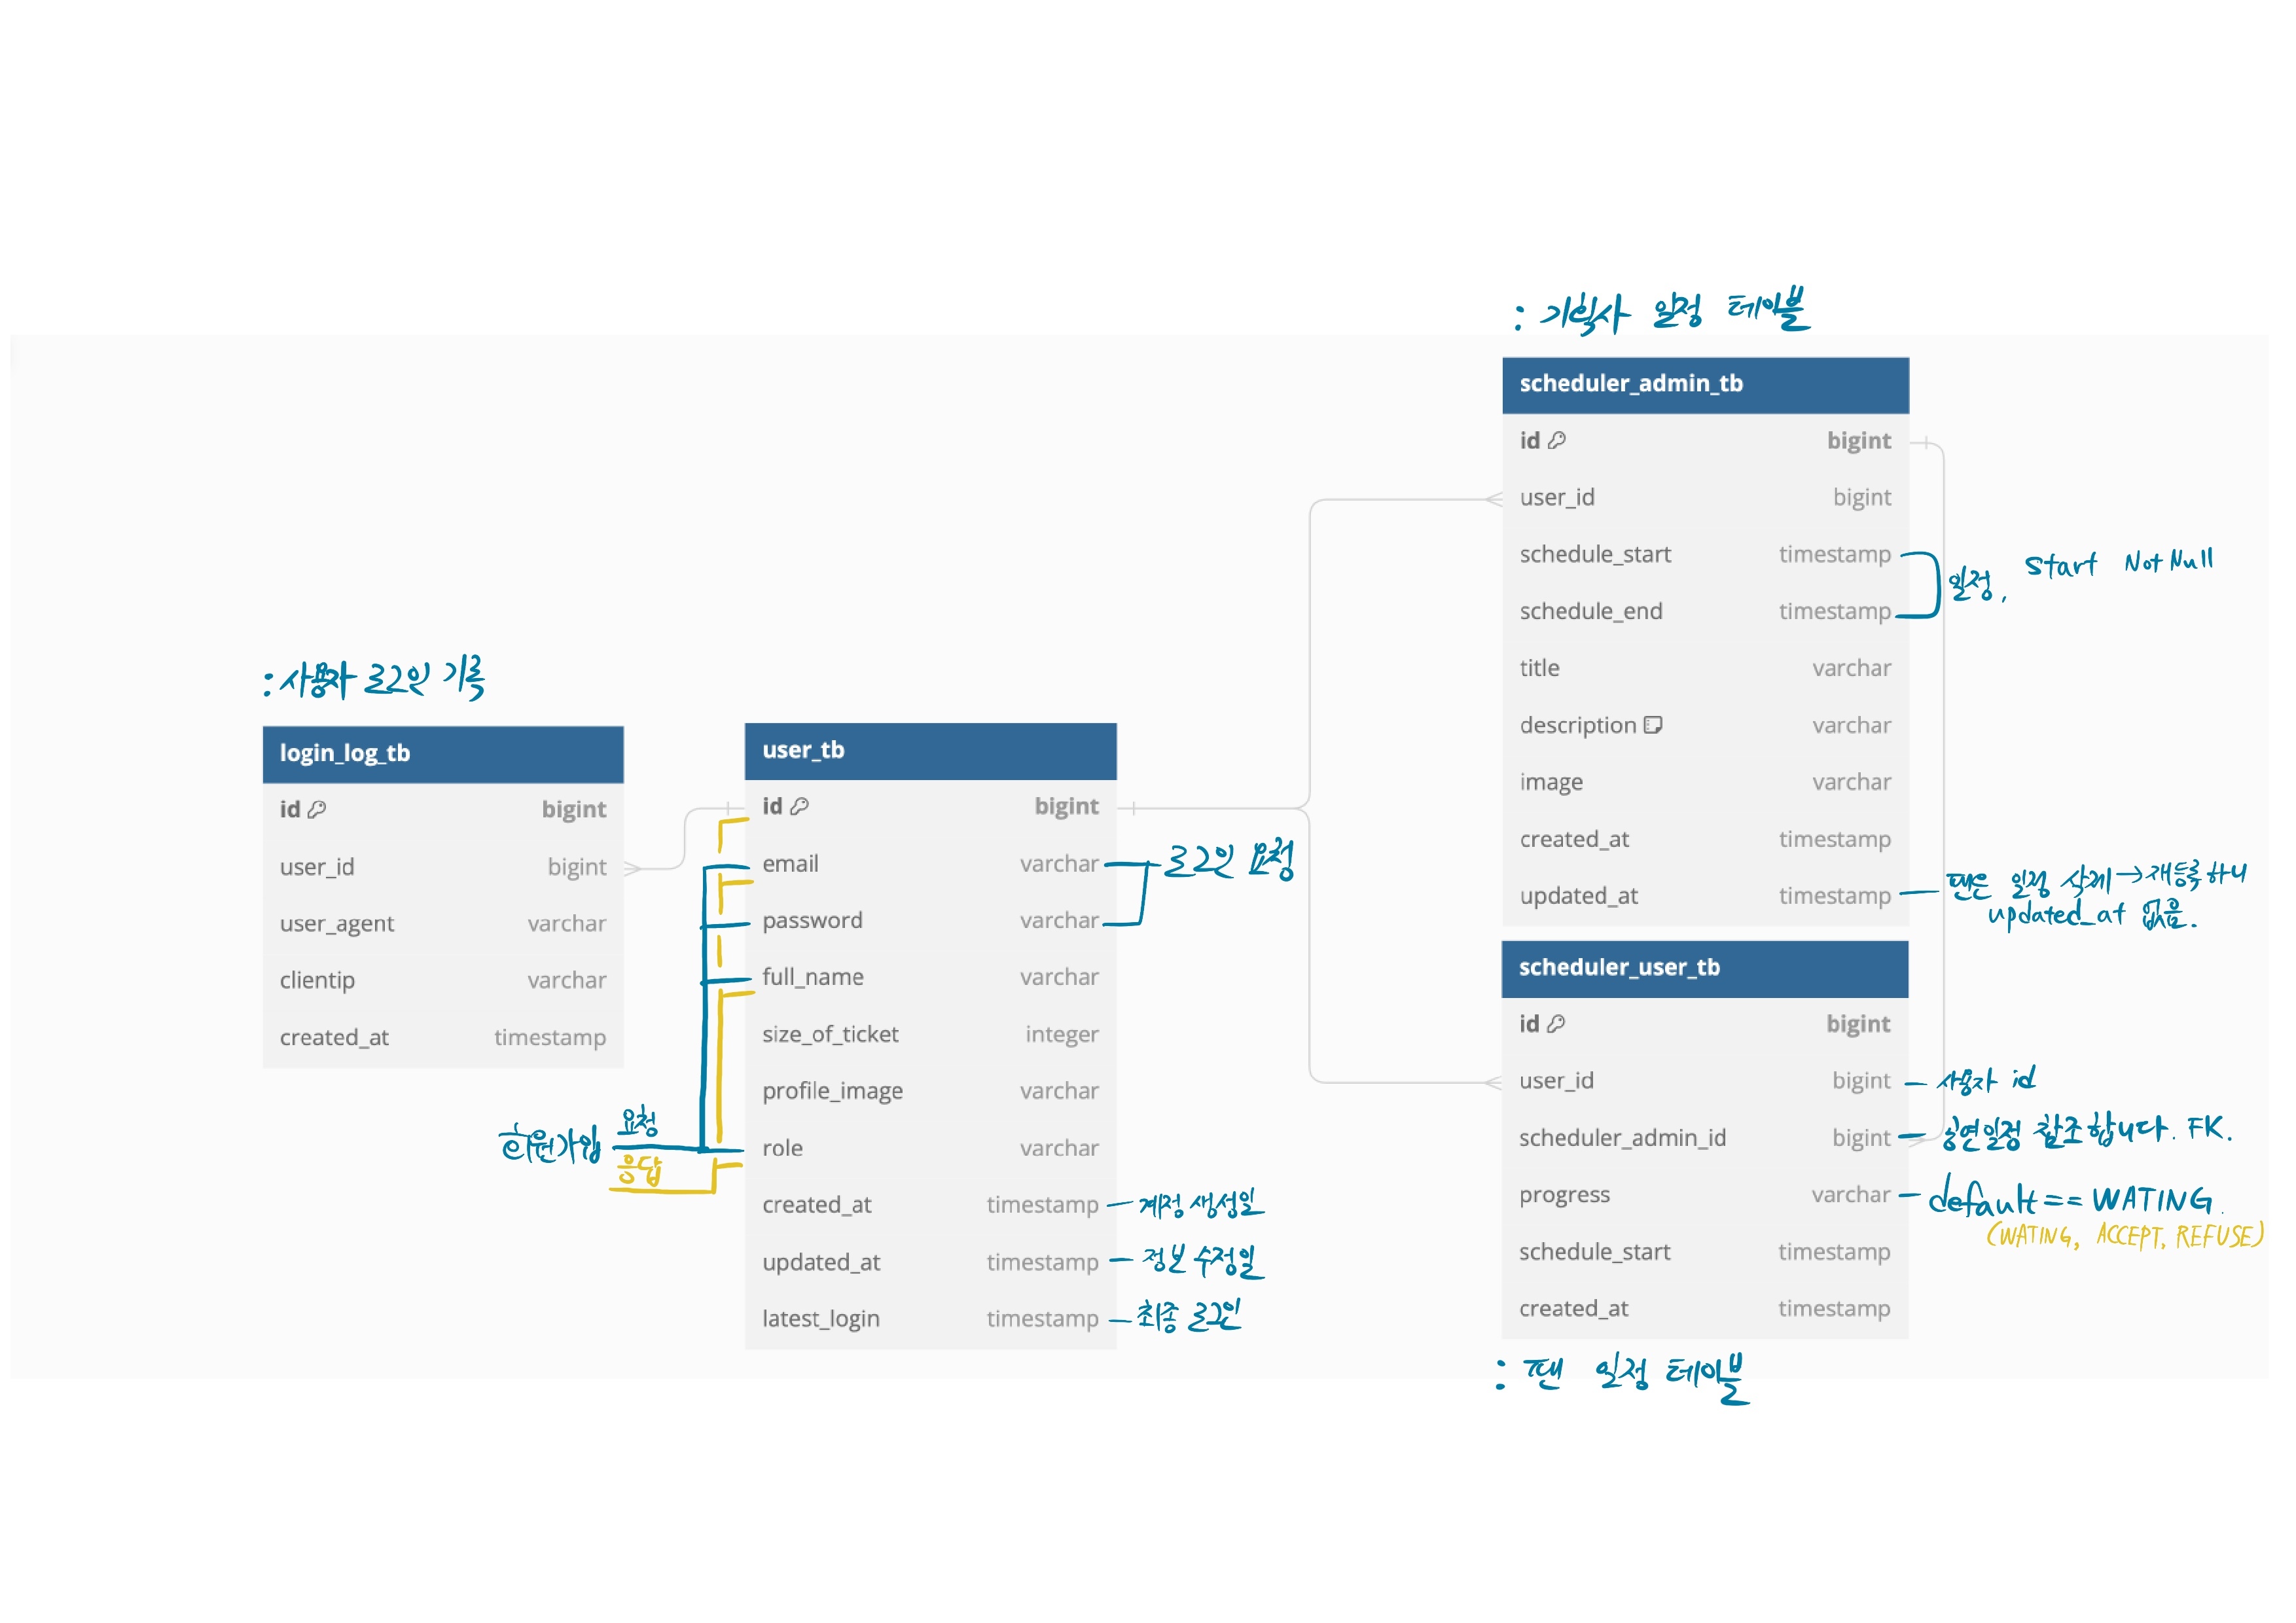 : 기획사 일정 테이블
scheduler_admin_tb
id bigint
user_id bigint
schedule_start timestamp
schedule_end timestamp
일정, start NotNull
title varchar
description varchar
image varchar
created_at timestamp
updated_at timestamp
팬은 일정 삭제→재등록하니
updated_at 없음.
: 사용자 로그인 기록
login_log_tb
id bigint
user_id bigint
user_agent varchar
clientip varchar
created_at timestamp
user_tb
id bigint
email varchar
password varchar
로그인 요청
full_name varchar
size_of_ticket integer
profile_image varchar
role varchar
회원가입 요청
응답
created_at timestamp 계정 생성일
updated_at timestamp 정보 수정일
latest_login timestamp 최종 로그인
scheduler_user_tb
id bigint
user_id bigint 사용자 id
scheduler_admin_id bigint 공연일정 참조합니다. FK.
progress varchar default == WATING.
(WATING, ACCEPT, REFUSE)
schedule_start timestamp
created_at timestamp
: 팬 일정 테이블